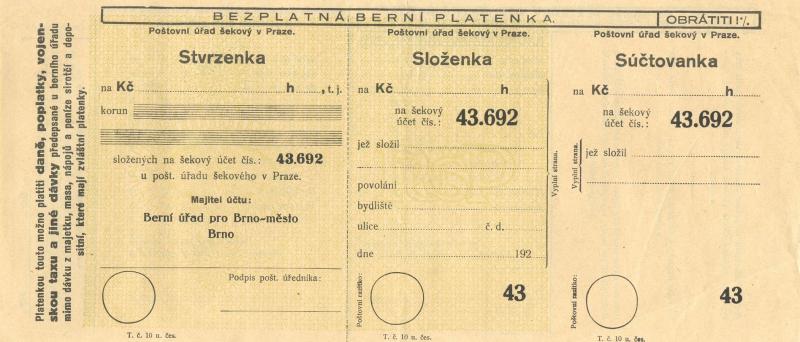 BEZPLATNÁ BERNÍ PLATENKA.
OBRÁTITI!
Platenkou touto možno platiti daně, poplatky, vojen-
skou taxu a jiné dávky předepsané u berního úřadu
mimo dávku z majetku, masa, nápojů a peníze sirotčí a depo-
sitní, které mají zvláštní platenky.
Poštovní úřad šekový v Praze.
Stvrzenka
na Kč h , t. j.
korun
složených na šekový účet čís.: 43.692
u pošt. úřadu šekového v Praze.
Majitel účtu:
Berní úřad pro Brno-město
Brno
Podpis pošt. úředníka:
T. č. 10 u. čes.
Poštovní úřad šekový v Praze.
Složenka
na Kč h
na šekový
účet čís.: 43.692
jež složil
povolání
bydliště
ulice č. d.
dne 192
Vyplní strana.
Poštovní razítko:
43
T. č. 10 u. čes.
Poštovní úřad šekový v Praze.
Súčtovanka
na Kč h
na šekový
účet čís.: 43.692
jež složil
Vyplní strana.
Poštovní razítko:
43
T. č. 10 u. čes.